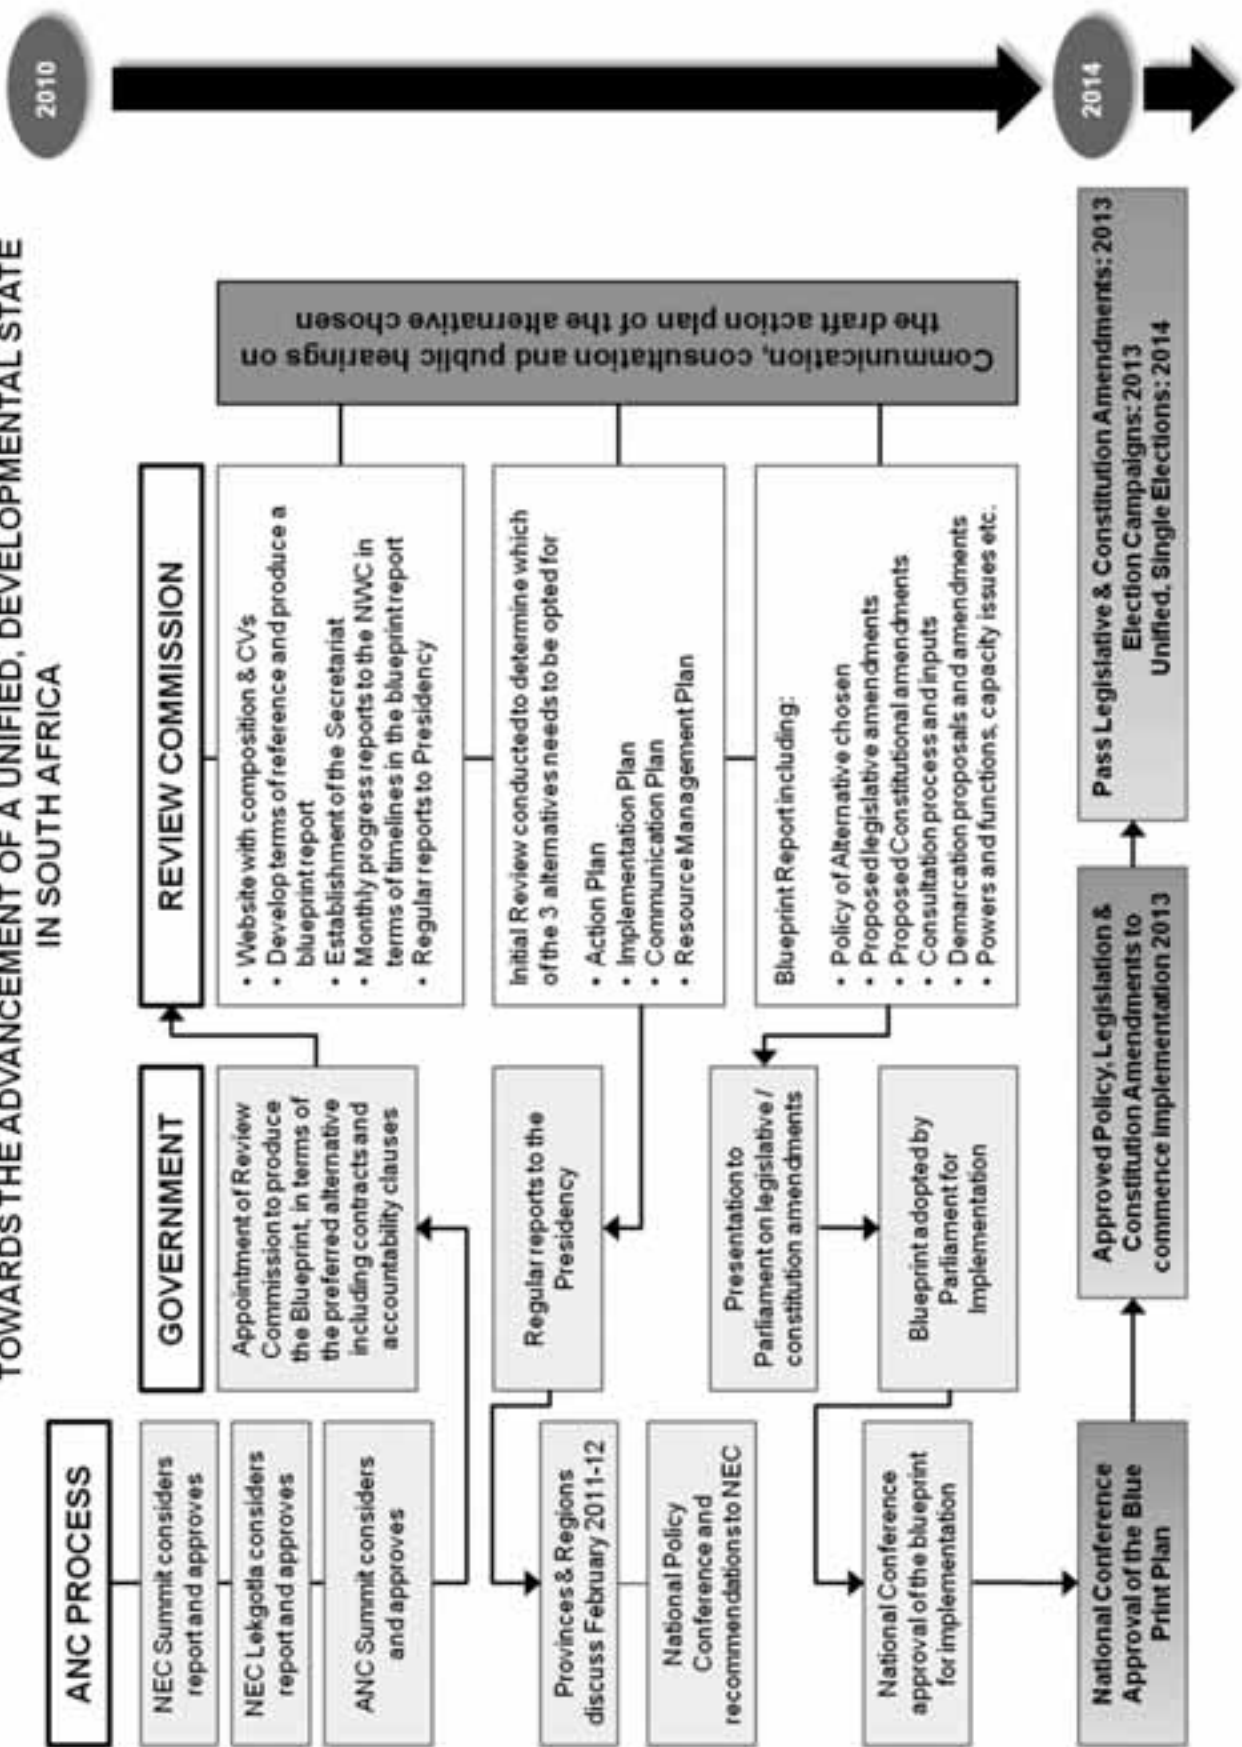 TOWARDS THE ADVANCEMENT OF A UNIFIED, DEVELOPMENTAL STATE
IN SOUTH AFRICA
2010
ANC PROCESS
NEC Summit considers
report and approves
NEC Lekgotla considers
report and approves
ANC Summit considers
and approves
Provinces & Regions
discuss February 2011-12
National Policy
Conference and
recommendations to NEC
National Conference
approval of the blueprint
for implementation
GOVERNMENT
Appointment of Review
Commission to produce
the Blueprint, in terms of
the preferred alternative
including contracts and
accountability clauses
Regular reports to the
Presidency
Presentation to
Parliament on legislative /
constitution amendments
Blueprint adopted by
Parliament for
Implementation
REVIEW COMMISSION
• Website with composition & CVs
• Develop terms of reference and produce a
blueprint report
• Establishment of the Secretariat
• Monthly progress reports to the NWC in
terms of timelines in the blueprint report
• Regular reports to Presidency
Initial Review conducted to determine which
of the 3 alternatives needs to be opted for
• Action Plan
• Implementation Plan
• Communication Plan
• Resource Management Plan
Blueprint Report including:
• Policy of Alternative chosen
• Proposed legislative amendments
• Proposed Constitutional amendments
• Consultation process and inputs
• Demarcation proposals and amendments
• Powers and functions, capacity issues etc.
Communication, consultation and public hearings on
the draft action plan of the alternative chosen
National Conference
Approval of the Blue
Print Plan
Approved Policy, Legislation &
Constitution Amendments to
commence implementation 2013
Pass Legislative & Constitution Amendments: 2013
Election Campaigns: 2013
Unified, Single Elections: 2014
2014